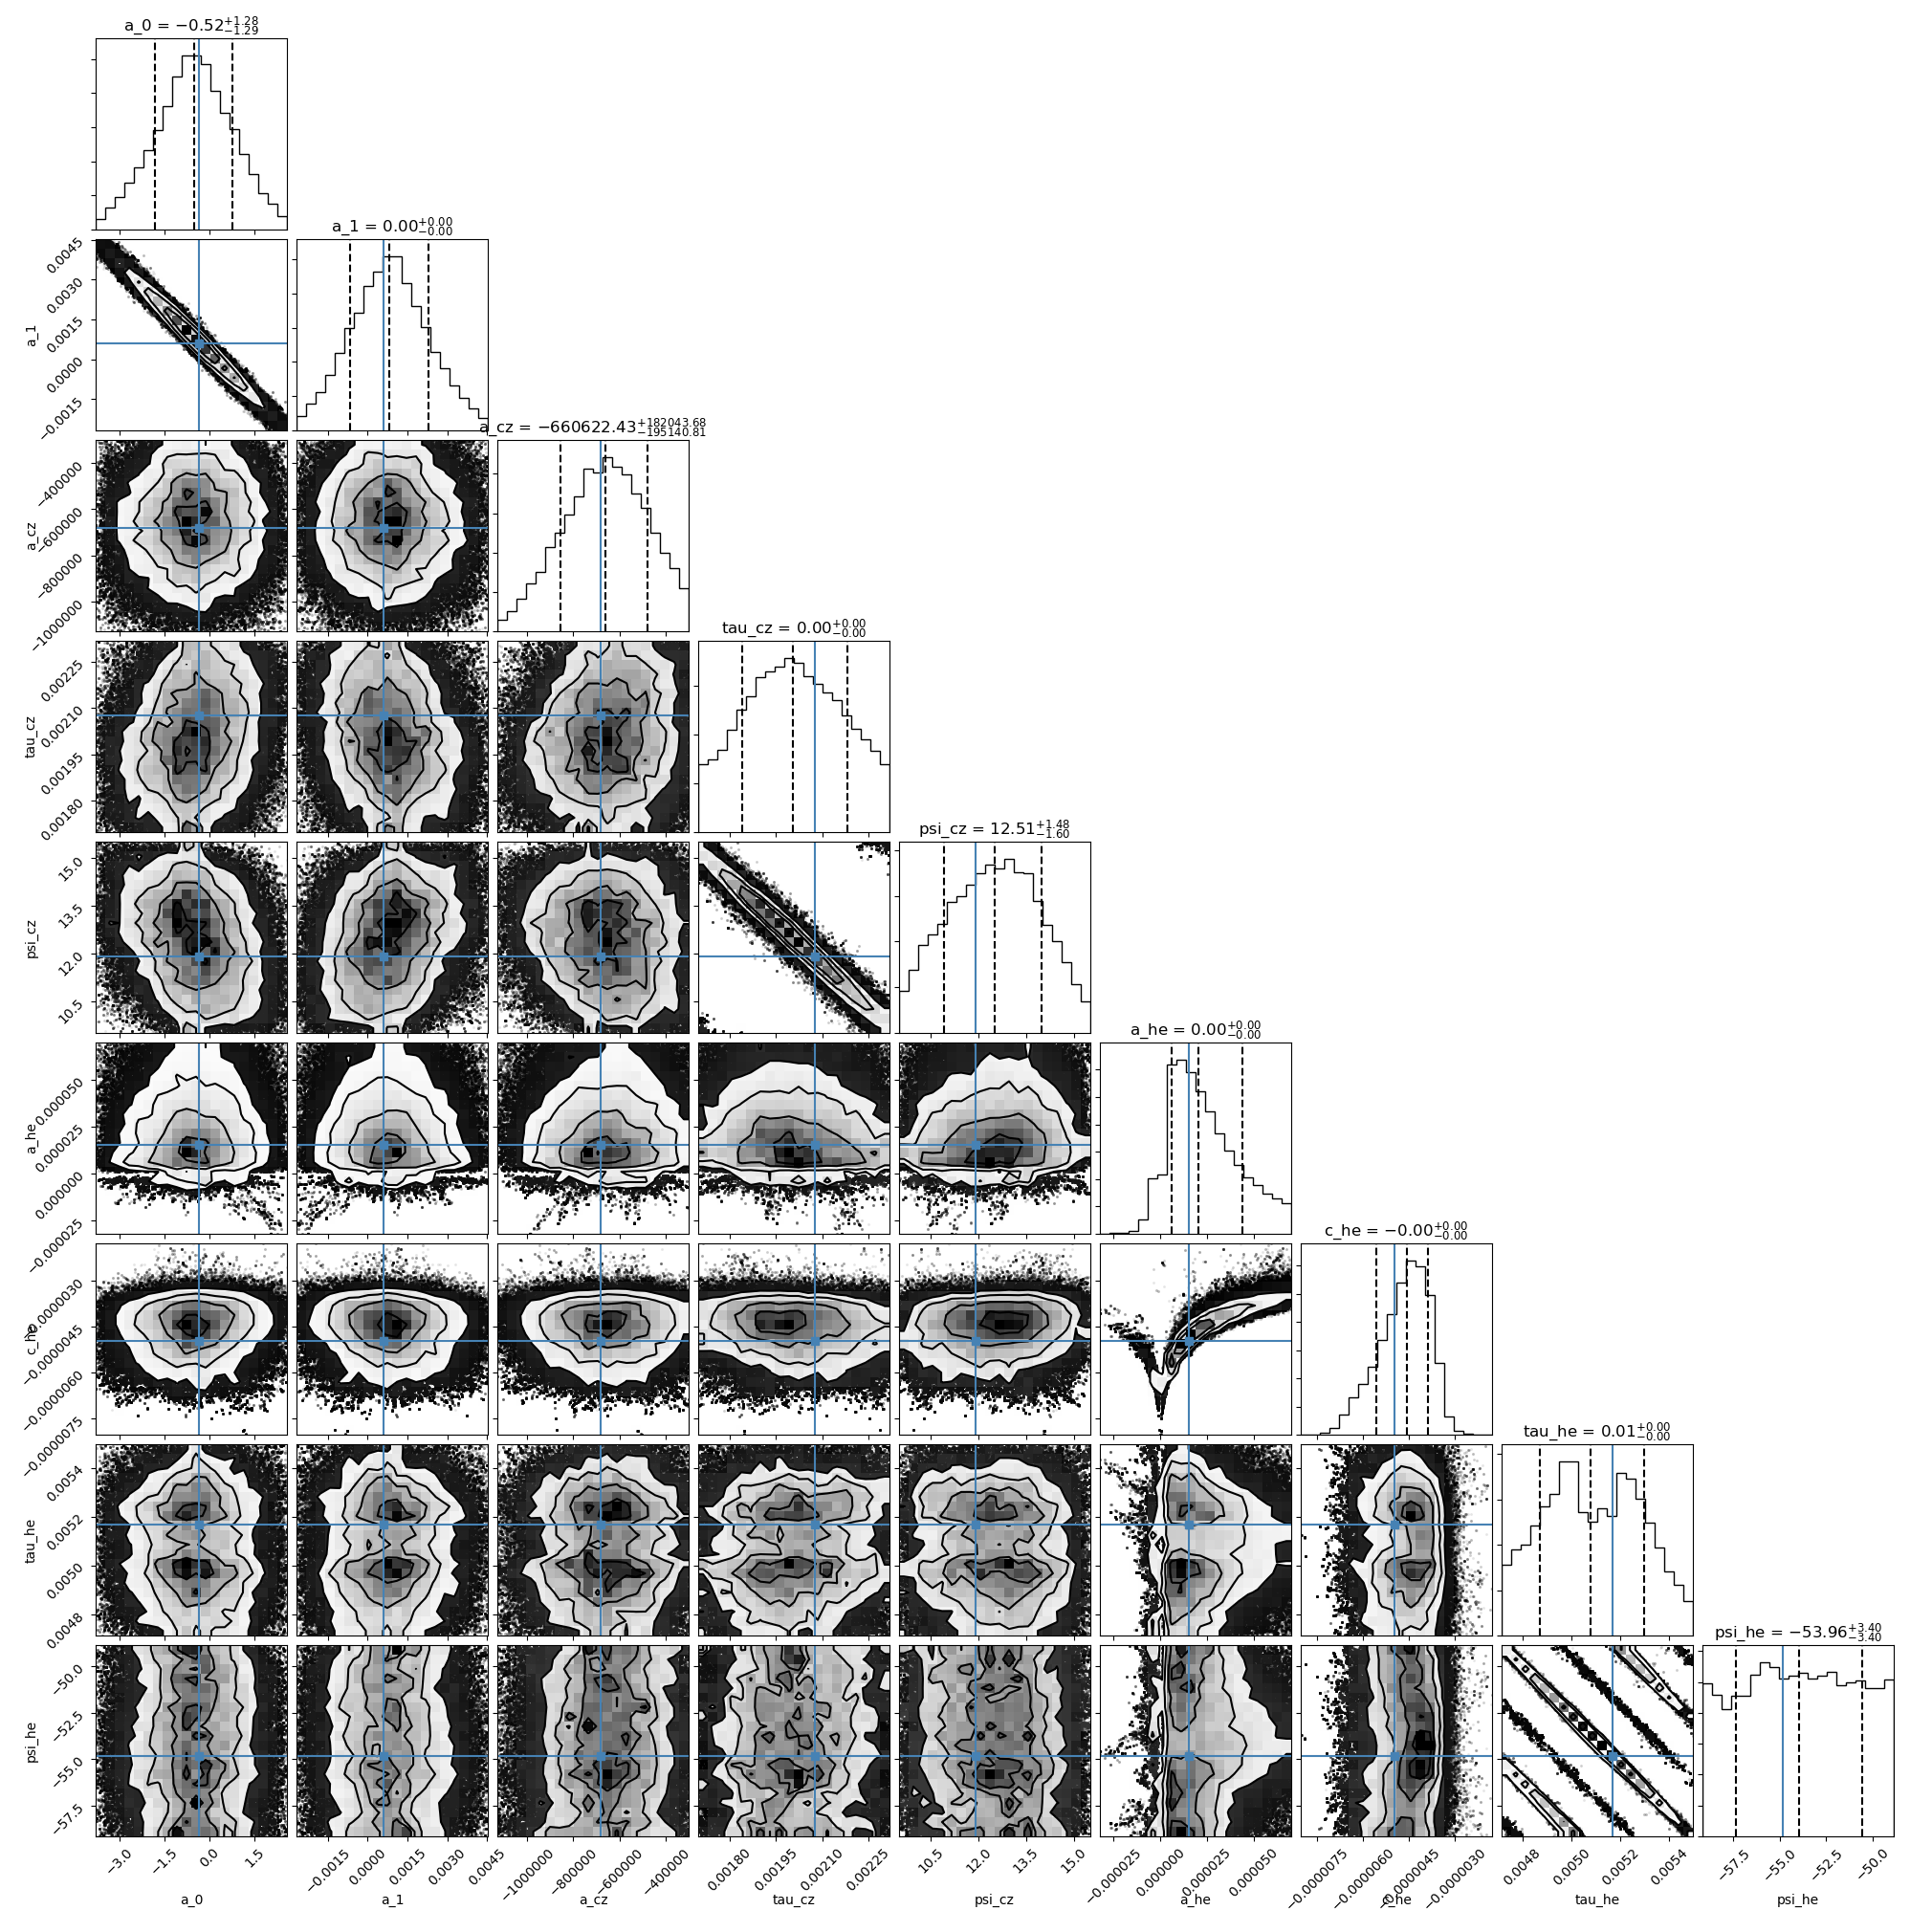 a_0 = −0.52+1.28−1.29
a_1 = 0.00+0.00−0.00
0.0045
0.0030
0.0015
0.0000
−0.0015
a_1
a_cz = −660622.43+182043.68−195140.81
−400000
−600000
−800000
−1000000
a_cz
tau_cz = 0.00+0.00−0.00
0.00225
0.00210
0.00195
0.00180
tau_cz
psi_cz = 12.51+1.48−1.60
15.0
13.5
12.0
10.5
psi_cz
a_he = 0.00+0.00−0.00
0.000050
0.000025
0.000000
−0.000025
a_he
c_he = −0.00+0.00−0.00
−0.0000030
−0.0000045
−0.0000060
−0.0000075
c_he
tau_he = 0.01+0.00−0.00
0.0054
0.0052
0.0050
0.0048
tau_he
psi_he = −53.96+3.40−3.40
−50.0
−52.5
−55.0
−57.5
psi_he
−3.0 −1.5 0.0 1.5
−0.0015 0.0000 0.0015 0.0030 0.0045
−1000000 −800000 −600000 −400000
0.00180 0.00195 0.00210 0.00225
10.5 12.0 13.5 15.0
−0.000025 0.000000 0.000025 0.000050
−0.0000075 −0.0000060 −0.0000045 −0.0000030
0.0048 0.0050 0.0052 0.0054
−57.5 −55.0 −52.5 −50.0
a_0 a_1 a_cz tau_cz psi_cz a_he c_he tau_he psi_he